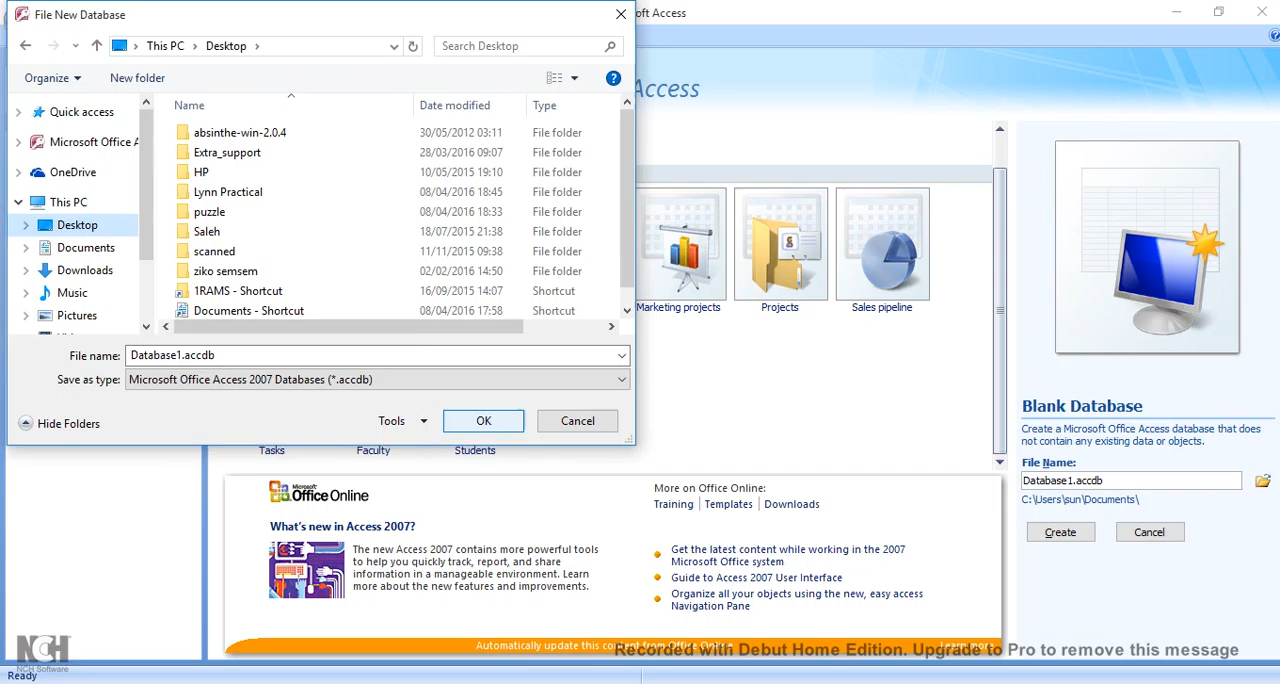 File New Database
oft Access
This PC > Desktop >
Search Desktop
Organize
New folder
Access
Name
Date modified
Type
Quick access
Microsoft Office A
OneDrive
This PC
Desktop
Documents
Downloads
Music
Pictures
absinthe-win-2.0.4 30/05/2012 03:11 File folder
Extra_support 28/03/2016 09:07 File folder
HP 10/05/2015 19:10 File folder
Lynn Practical 08/04/2016 18:45 File folder
puzzle 08/04/2016 18:33 File folder
Saleh 18/07/2015 21:38 File folder
scanned 11/11/2015 09:38 File folder
ziko semsem 02/02/2016 14:50 File folder
1RAMS - Shortcut 16/09/2015 14:07 Shortcut
Documents - Shortcut 08/04/2016 17:58 Shortcut
File name: Database1.accdb
Save as type: Microsoft Office Access 2007 Databases (*.accdb)
Hide Folders
Tools
OK
Cancel
Marketing projects
Projects
Sales pipeline
Tasks
Faculty
Students
Blank Database
Create a Microsoft Office Access database that does
not contain any existing data or objects.
File Name:
Database1.accdb
C:\Users\sun\Documents\
Create
Cancel
Microsoft
Office Online
What's new in Access 2007?
The new Access 2007 contains more powerful tools
to help you quickly track, report, and share
information in a manageable environment. Learn
more about the new features and improvements.
More on Office Online:
Training | Templates | Downloads
Get the latest content while working in the 2007
Microsoft Office system
Guide to Access 2007 User Interface
Organize all your objects using the new, easy access
Navigation Pane
Automatically update this content from Office Online
Learn more
Recorded with Debut Home Edition. Upgrade to Pro to remove this message
NCH
NCH Software
Ready